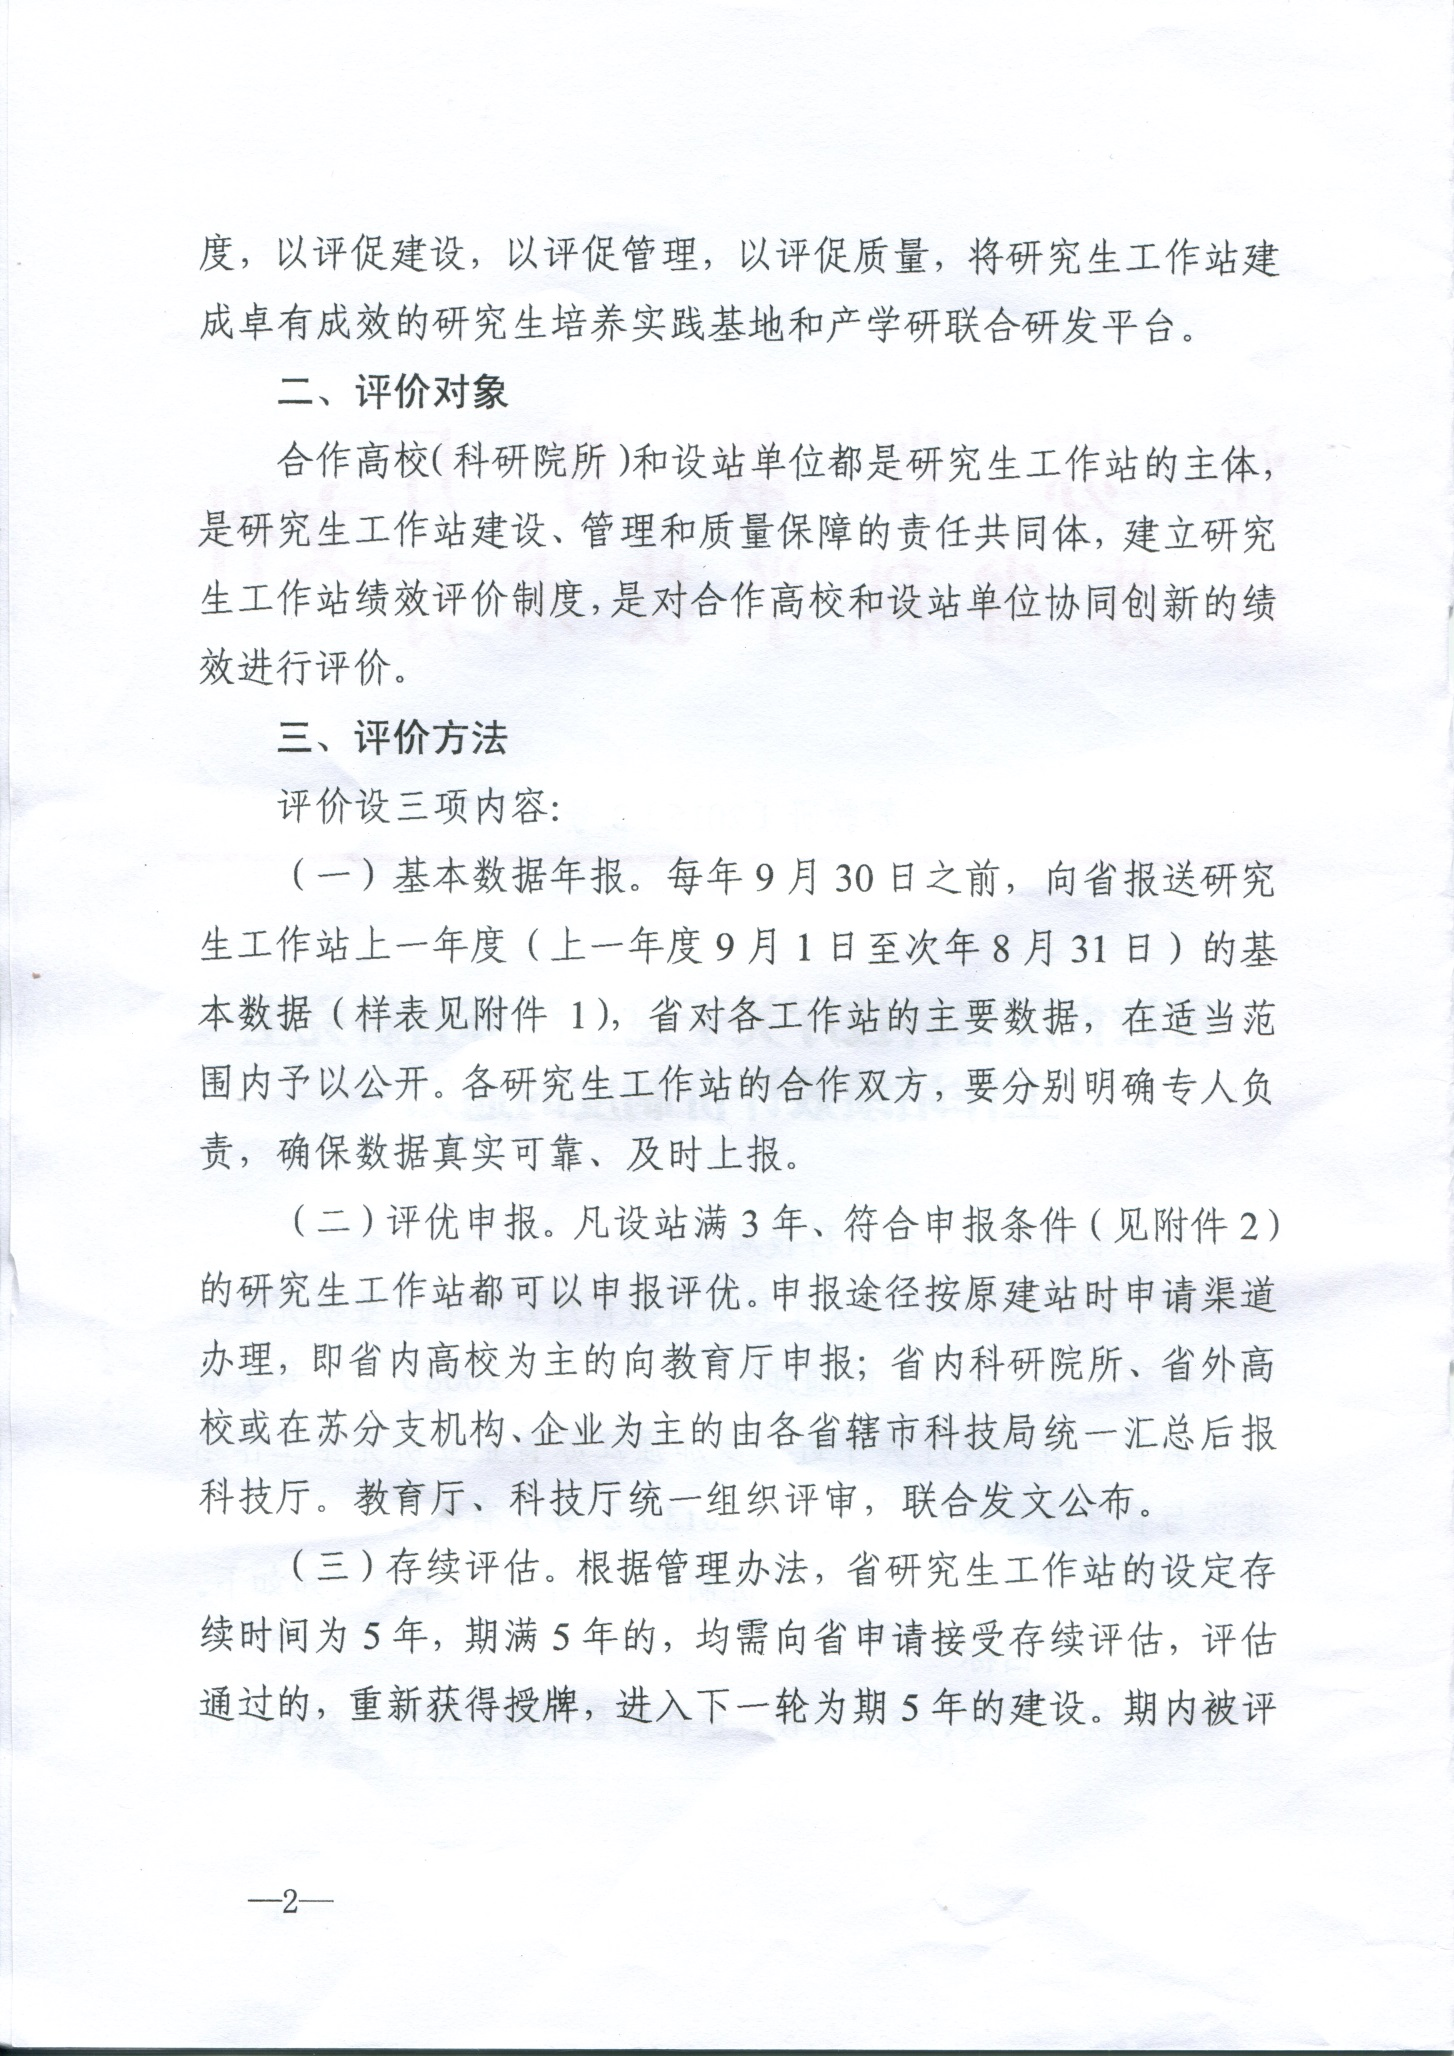 度，以评促建设，以评促管理，以评促质量，将研究生工作站建
成卓有成效的研究生培养实践基地和产学研联合研发平台。
二、评价对象
合作高校（科研院所）和设站单位都是研究生工作站的主体，
是研究生工作站建设、管理和质量保障的责任共同体，建立研究
生工作站绩效评价制度，是对合作高校和设站单位协同创新的绩
效进行评价。
三、评价方法
评价设三项内容：
（一）基本数据年报。每年 9 月 30 日之前，向省报送研究
生工作站上一年度（上一年度 9 月 1 日至次年 8 月 31 日）的基
本数据（样表见附件 1），省对各工作站的主要数据，在适当范
围内予以公开。各研究生工作站的合作双方，要分别明确专人负
责，确保数据真实可靠、及时上报。
（二）评优申报。凡设站满 3 年、符合申报条件（见附件 2）
的研究生工作站都可以申报评优。申报途径按原建站时申请渠道
办理，即省内高校为主的向教育厅申报；省内科研院所、省外高
校或在苏分支机构、企业为主的由各省辖市科技局统一汇总后报
科技厅。教育厅、科技厅统一组织评审，联合发文公布。
（三）存续评估。根据管理办法，省研究生工作站的设定存
续时间为 5 年，期满 5 年的，均需向省申请接受存续评估，评估
通过的，重新获得授牌，进入下一轮为期 5 年的建设。期内被评
—2—